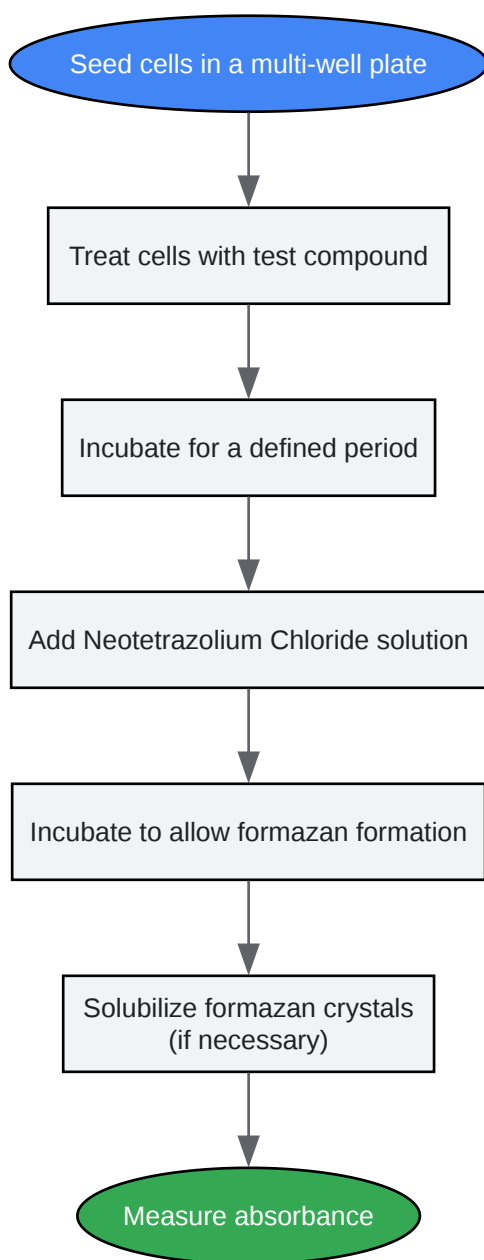 Seed cells in a multi-well plate
Treat cells with test compound
Incubate for a defined period
Add Neotetrazolium Chloride solution
Incubate to allow formazan formation
Solubilize formazan crystals
(if necessary)
Measure absorbance